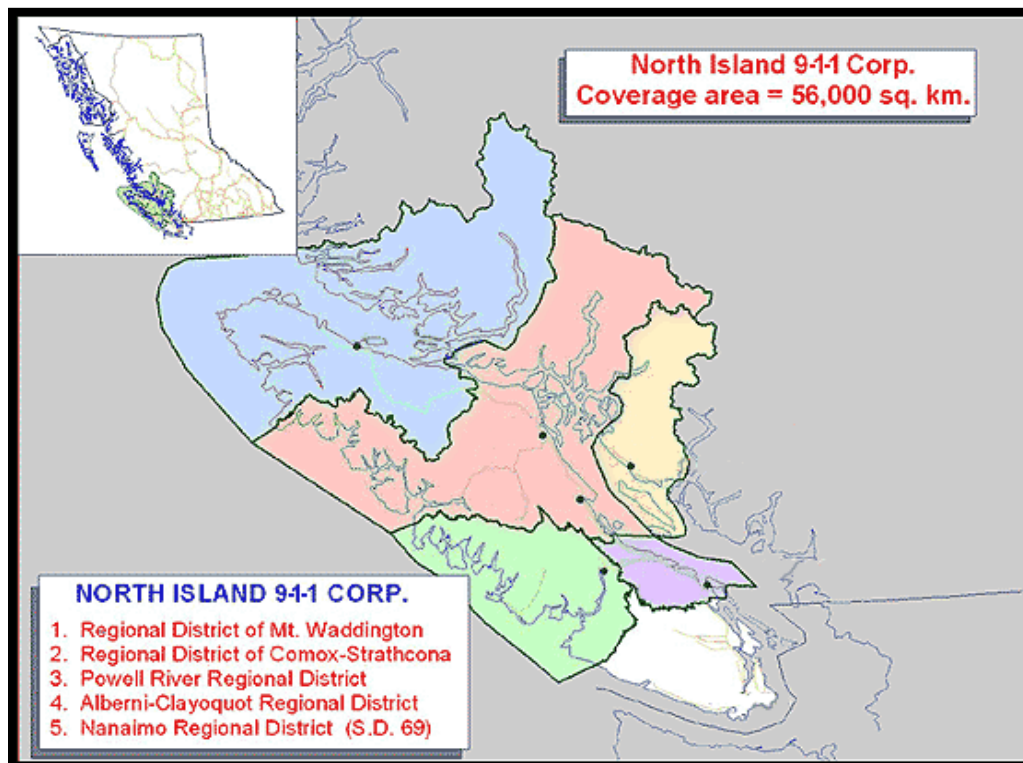 North Island 9-1-1 Corp.
Coverage area = 56,000 sq. km.
NORTH ISLAND 9-1-1 CORP.
1. Regional District of Mt. Waddington
2. Regional District of Comox-Strathcona
3. Powell River Regional District
4. Alberni-Clayoquot Regional District
5. Nanaimo Regional District (S.D. 69)